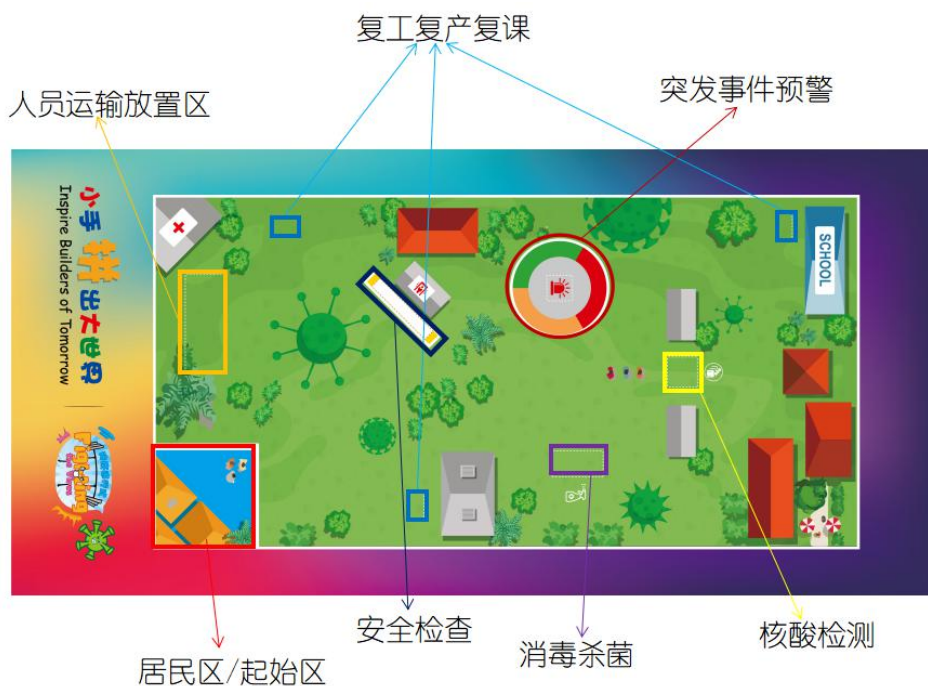 复工复产复课
人员运输放置区
突发事件预警
小手拼出大世界
Inspire Builders of Tomorrow
SCHOOL
安全检查
消毒杀菌
核酸检测
居民区/起始区